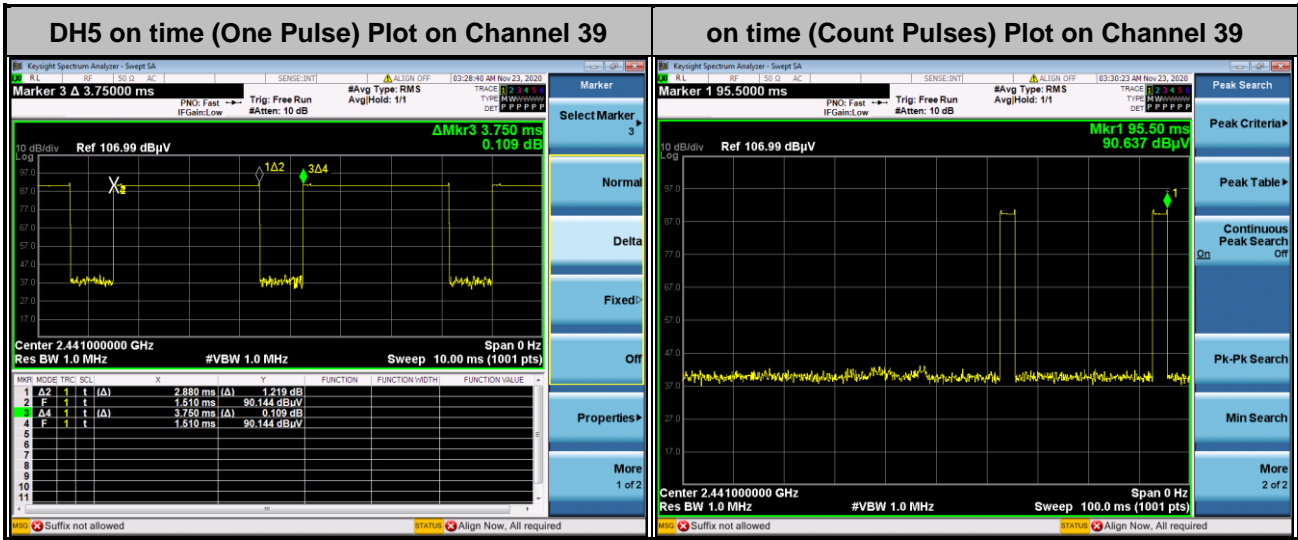 DH5 on time (One Pulse) Plot on Channel 39
on time (Count Pulses) Plot on Channel 39
Keysight Spectrum Analyzer - Swept SA
RL RF 50 Ω AC SENSE:INT ALIGN OFF 03:28:40 AM Nov 23, 2020
Marker 3 Δ 3.75000 ms
PNO: Fast
IFGain:Low
Trig: Free Run
#Atten: 10 dB
#Avg Type: RMS
Avg|Hold: 1/1
TRACE 1 2 3 4 5 6
TYPE MWWWWW
DET P P P P P P
ΔMkr3 3.750 ms
0.109 dB
10 dB/div
Log
Ref 106.99 dBµV
97.0
87.0
77.0
67.0
57.0
47.0
37.0
27.0
17.0
1Δ2
3Δ4
Center 2.441000000 GHz
Span 0 Hz
Res BW 1.0 MHz
#VBW 1.0 MHz
Sweep 10.00 ms (1001 pts)
MKR MODE TRC SCL X Y FUNCTION FUNCTION WIDTH FUNCTION VALUE
1 Δ2 1 t (Δ) 2.880 ms (Δ) 1.219 dB
2 F 1 t 1.510 ms 90.144 dBµV
3 Δ4 1 t (Δ) 3.750 ms (Δ) 0.109 dB
4 F 1 t 1.510 ms 90.144 dBµV
5
6
7
8
9
10
11
MSG Suffix not allowed
STATUS Align Now, All required
Marker
Select Marker
3
Normal
Delta
Fixed
Off
Properties
More
1 of 2
Keysight Spectrum Analyzer - Swept SA
RL RF 50 Ω AC SENSE:INT ALIGN OFF 03:30:23 AM Nov 23, 2020
Marker 1 95.5000 ms
PNO: Fast
IFGain:Low
Trig: Free Run
#Atten: 10 dB
#Avg Type: RMS
Avg|Hold: 1/1
TRACE 1 2 3 4 5 6
TYPE MWWWWW
DET P P P P P P
Mkr1 95.50 ms
90.637 dBµV
10 dB/div
Log
Ref 106.99 dBµV
97.0
87.0
77.0
67.0
57.0
47.0
37.0
27.0
17.0
1
Center 2.441000000 GHz
Span 0 Hz
Res BW 1.0 MHz
#VBW 1.0 MHz
Sweep 100.0 ms (1001 pts)
MSG Suffix not allowed
STATUS Align Now, All required
Peak Search
Peak Criteria
Peak Table
Continuous
Peak Search
On Off
Pk-Pk Search
Min Search
More
2 of 2